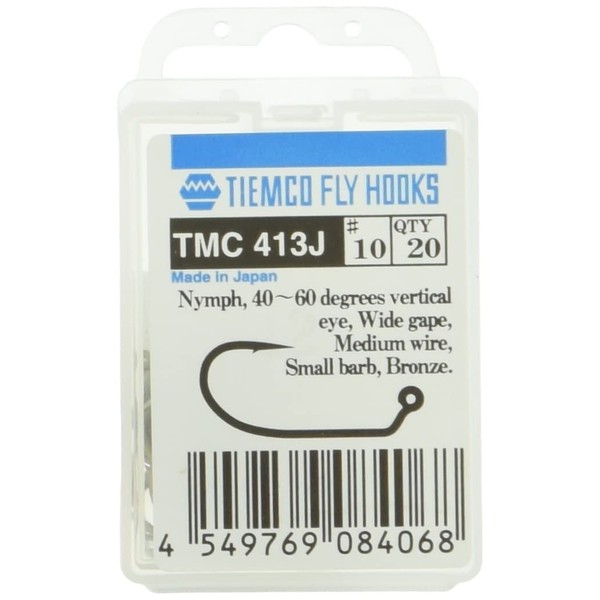 TIEMCO FLY HOOKS
TMC 413J # 10 QTY 20
Made in Japan
Nymph, 40~60 degrees vertical
eye, Wide gape,
Medium wire,
Small barb, Bronze.
4 549769 084068